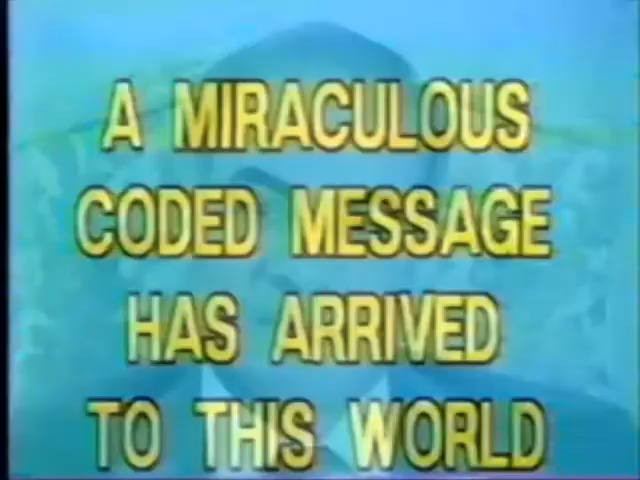 A MIRACULOUS
CODED MESSAGE
HAS ARRIVED
TO THIS WORLD